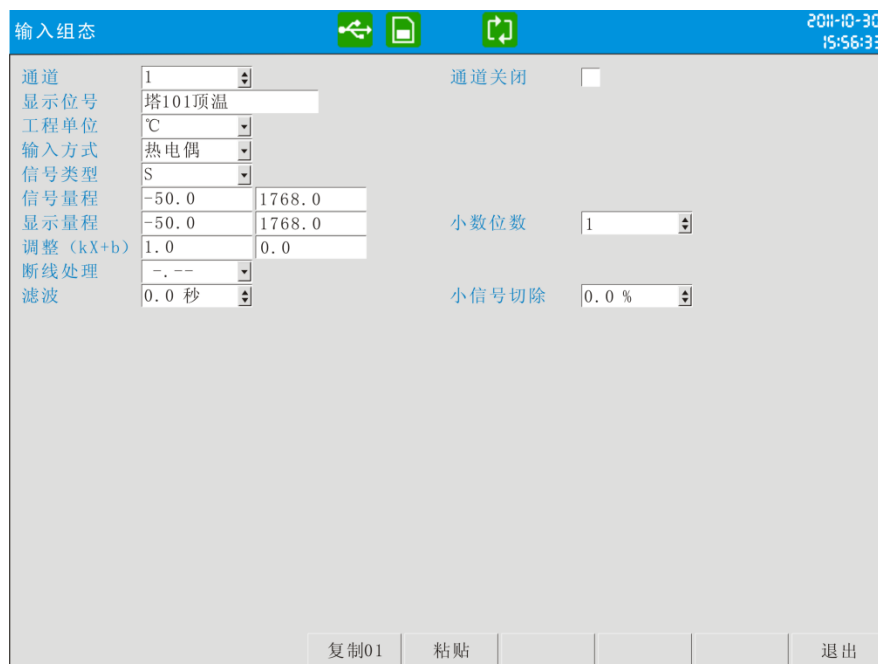 输入组态 2011-10-30
15:56:33
通道 1 通道关闭
显示位号 塔101顶温
工程单位 ℃
输入方式 热电偶
信号类型 S
信号量程 -50.0 1768.0
显示量程 -50.0 1768.0 小数位数 1
调整（kX+b） 1.0 0.0
断线处理 -.--
滤波 0.0 秒 小信号切除 0.0 %
复制01 粘贴 退出